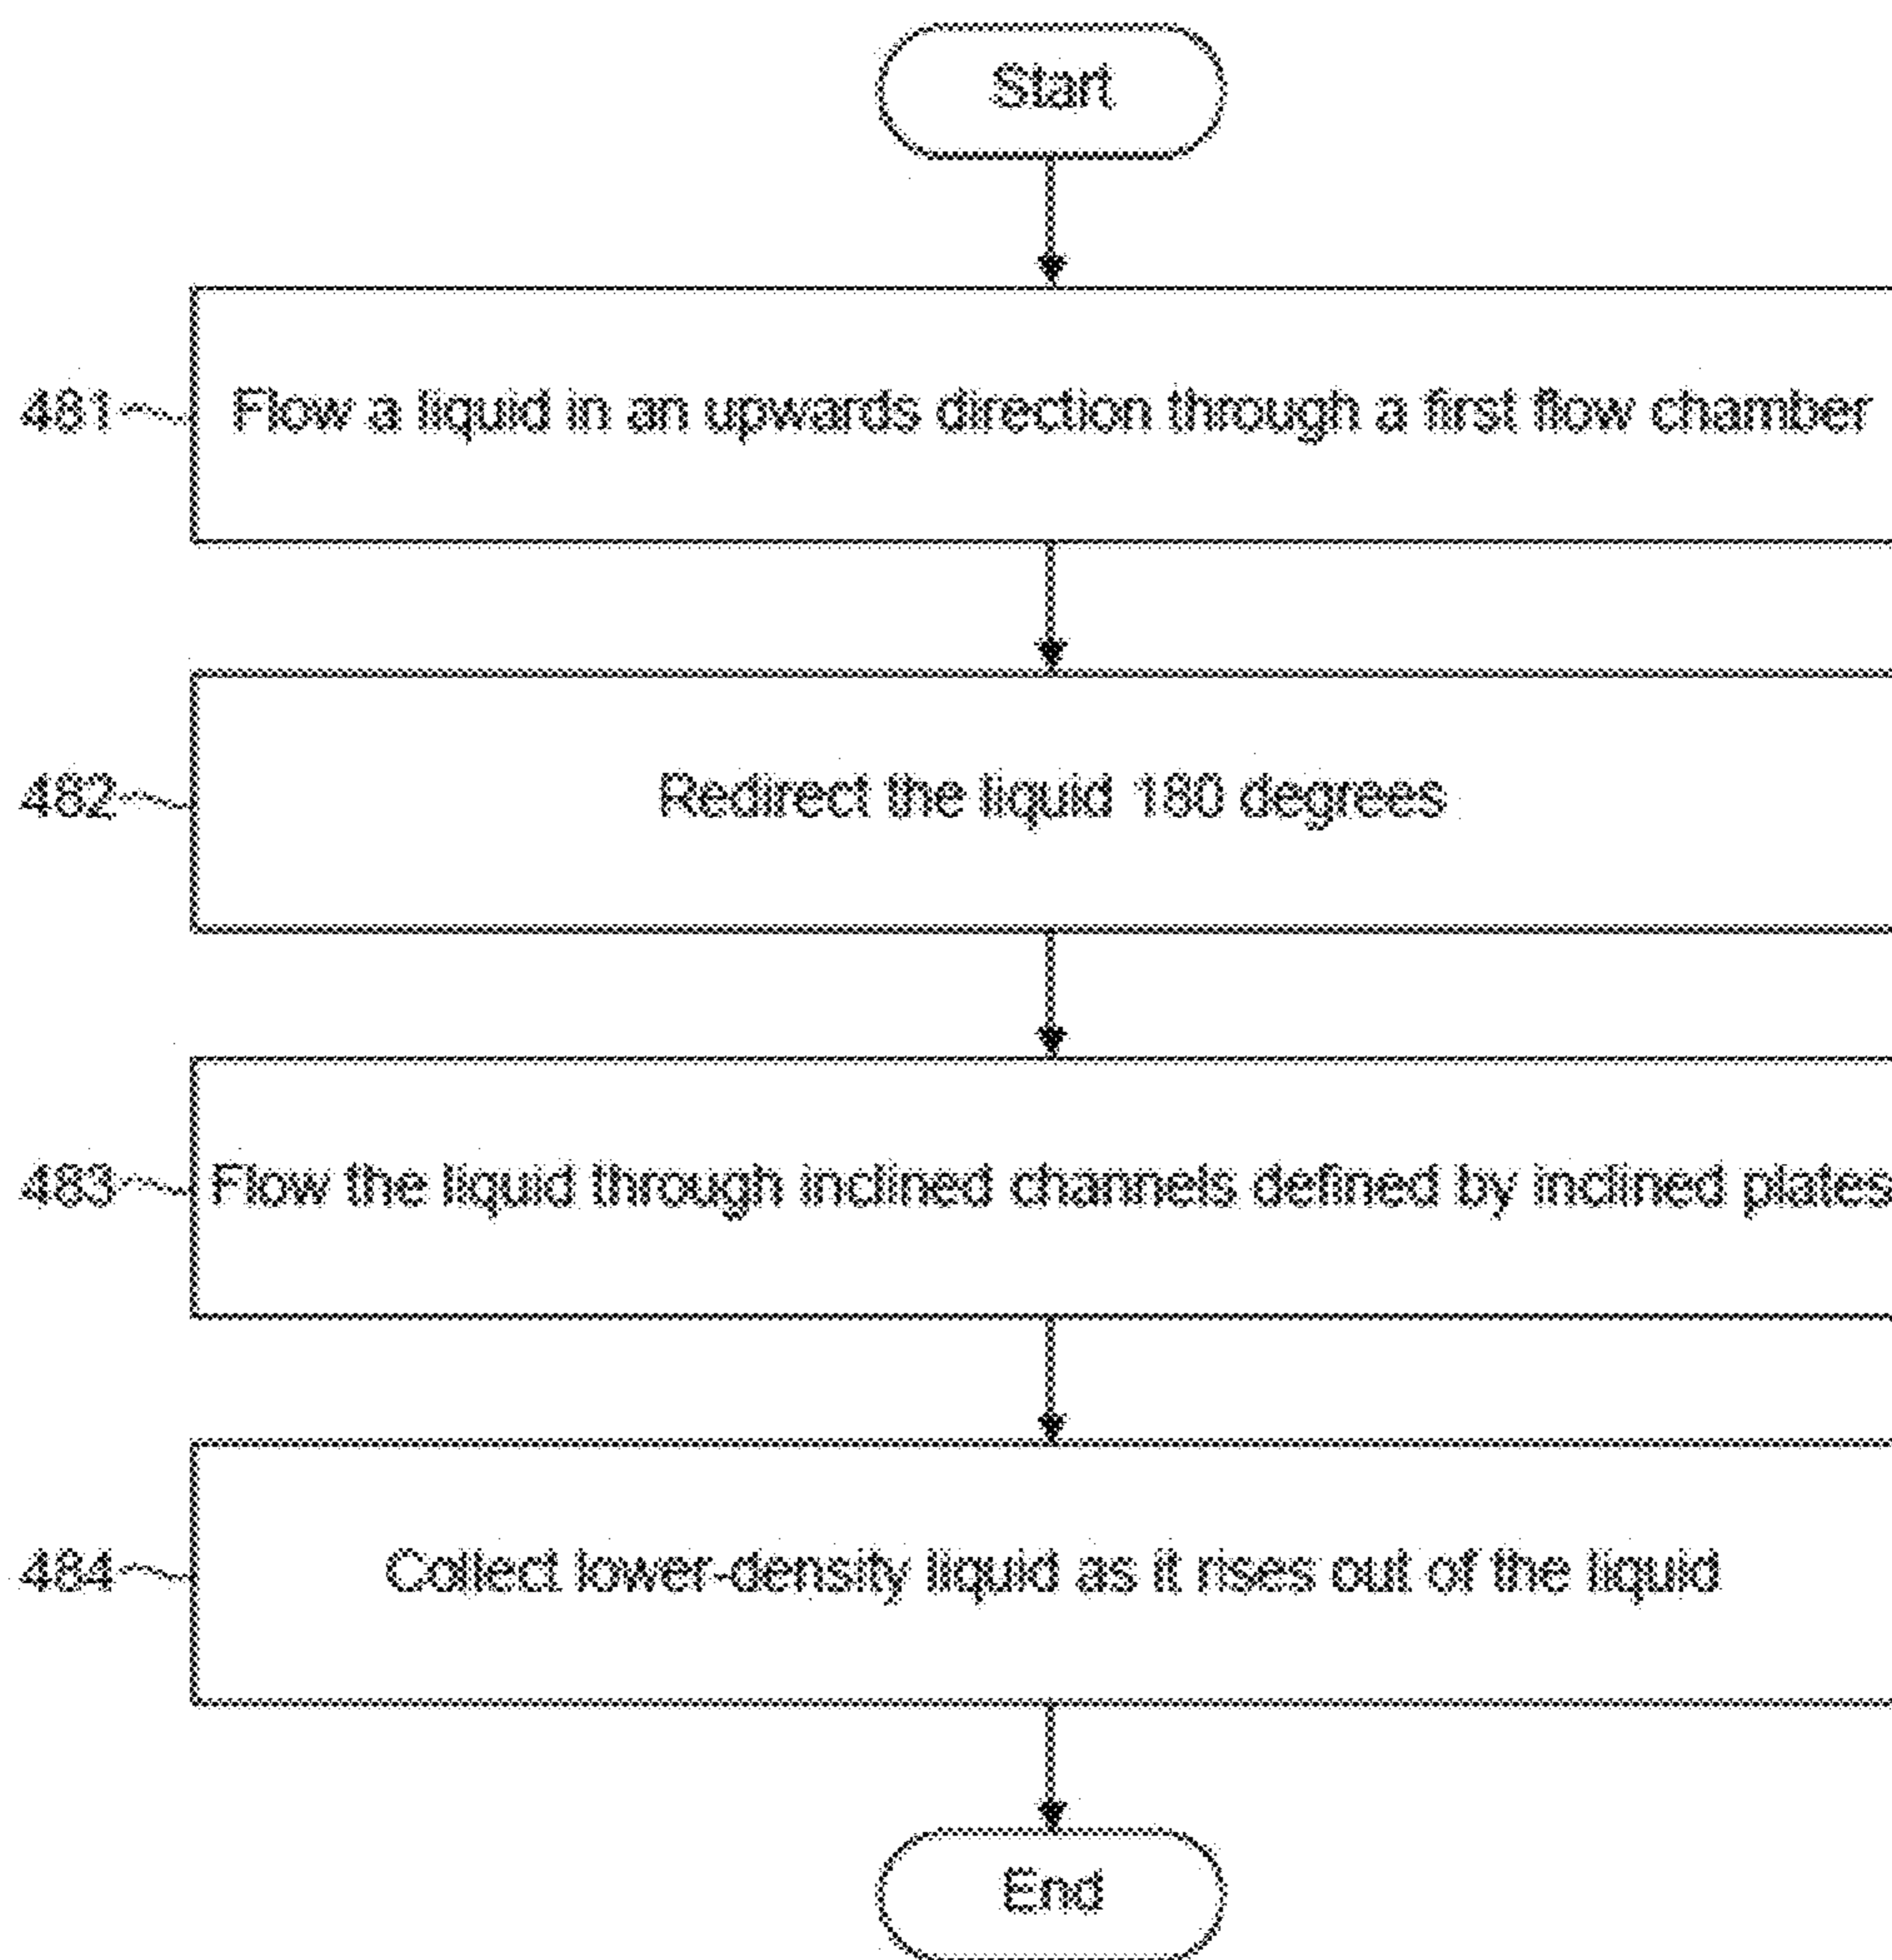 Start
481
Flow a liquid in an upwards direction through a first flow chamber
482
Redirect the liquid 180 degrees
483
Flow the liquid through inclined channels defined by inclined plates
484
Collect lower-density liquid as it rises out of the liquid
End